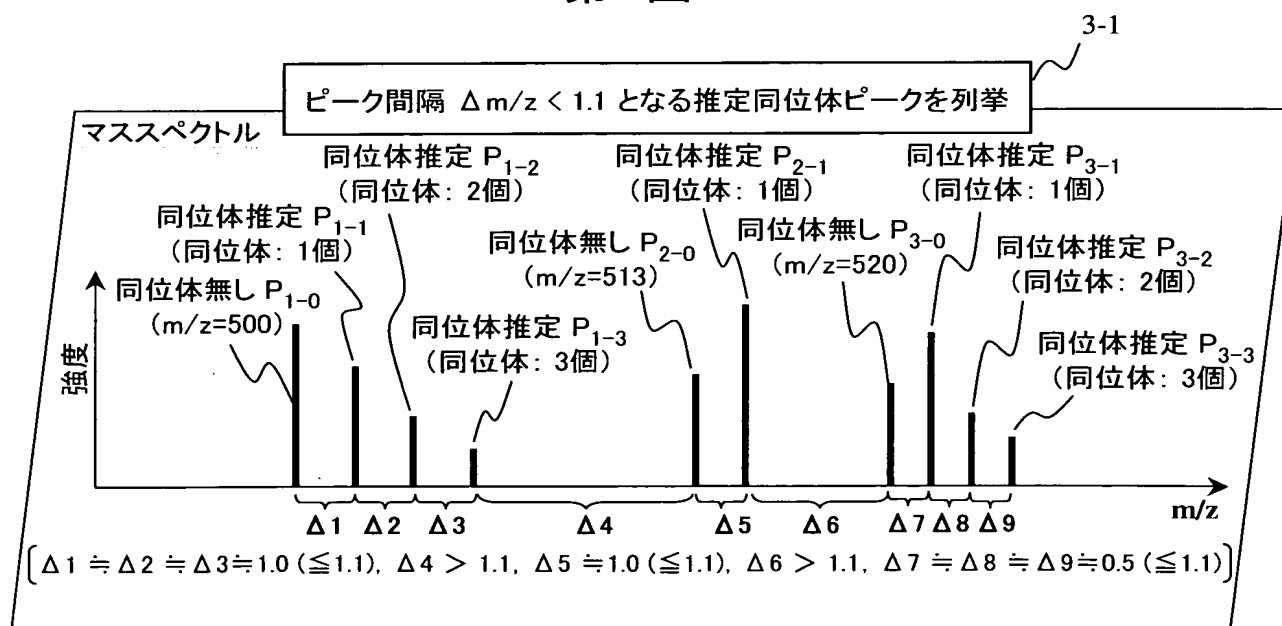 3-1
ピーク間隔 Δm/z < 1.1 となる推定同位体ピークを列挙
マススペクトル
同位体推定 P1-2
(同位体: 2個)
同位体推定 P2-1
(同位体: 1個)
同位体推定 P3-1
(同位体: 1個)
同位体推定 P1-1
(同位体: 1個)
同位体無し P2-0
(m/z=513)
同位体無し P3-0
(m/z=520)
同位体推定 P3-2
(同位体: 2個)
同位体無し P1-0
(m/z=500)
同位体推定 P1-3
(同位体: 3個)
同位体推定 P3-3
(同位体: 3個)
強度
Δ1 Δ2 Δ3 Δ4 Δ5 Δ6 Δ7 Δ8 Δ9
m/z
(Δ1≒Δ2≒Δ3≒1.0(≦1.1), Δ4 > 1.1, Δ5≒1.0(≦1.1), Δ6 > 1.1, Δ7≒Δ8≒Δ9≒0.5(≦1.1))